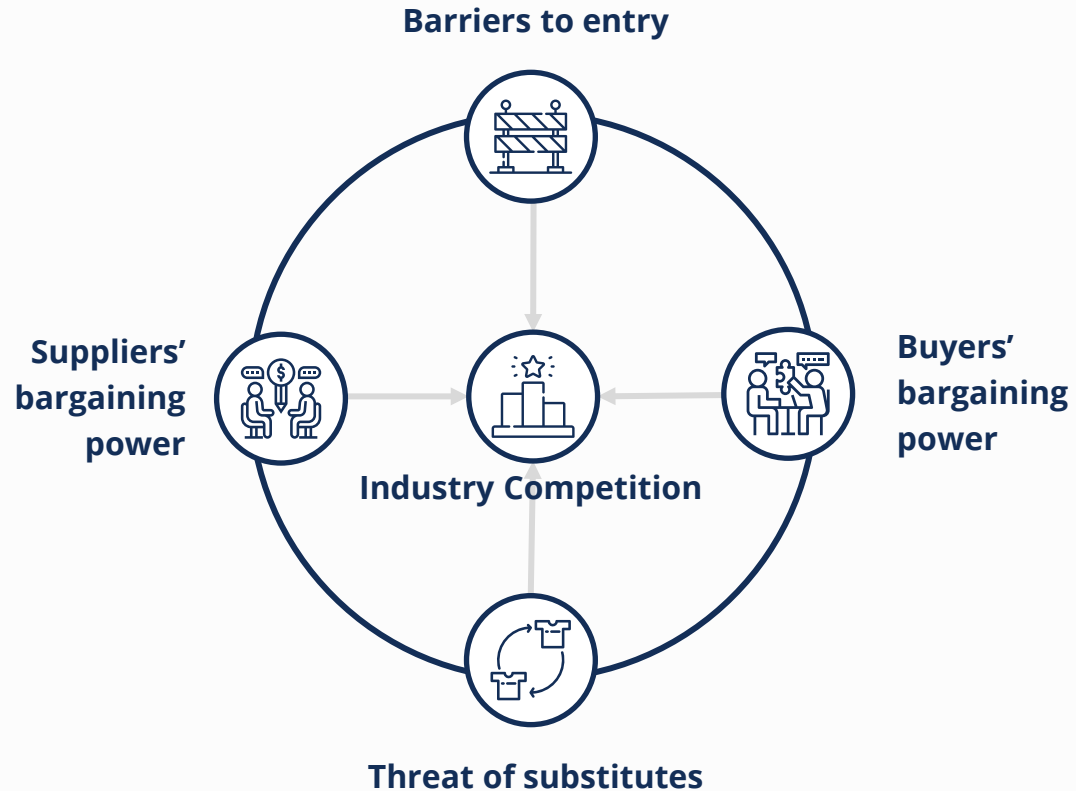 Barriers to entry
Suppliers’
bargaining
power
$
Buyers’
bargaining
power
Industry Competition
Threat of substitutes